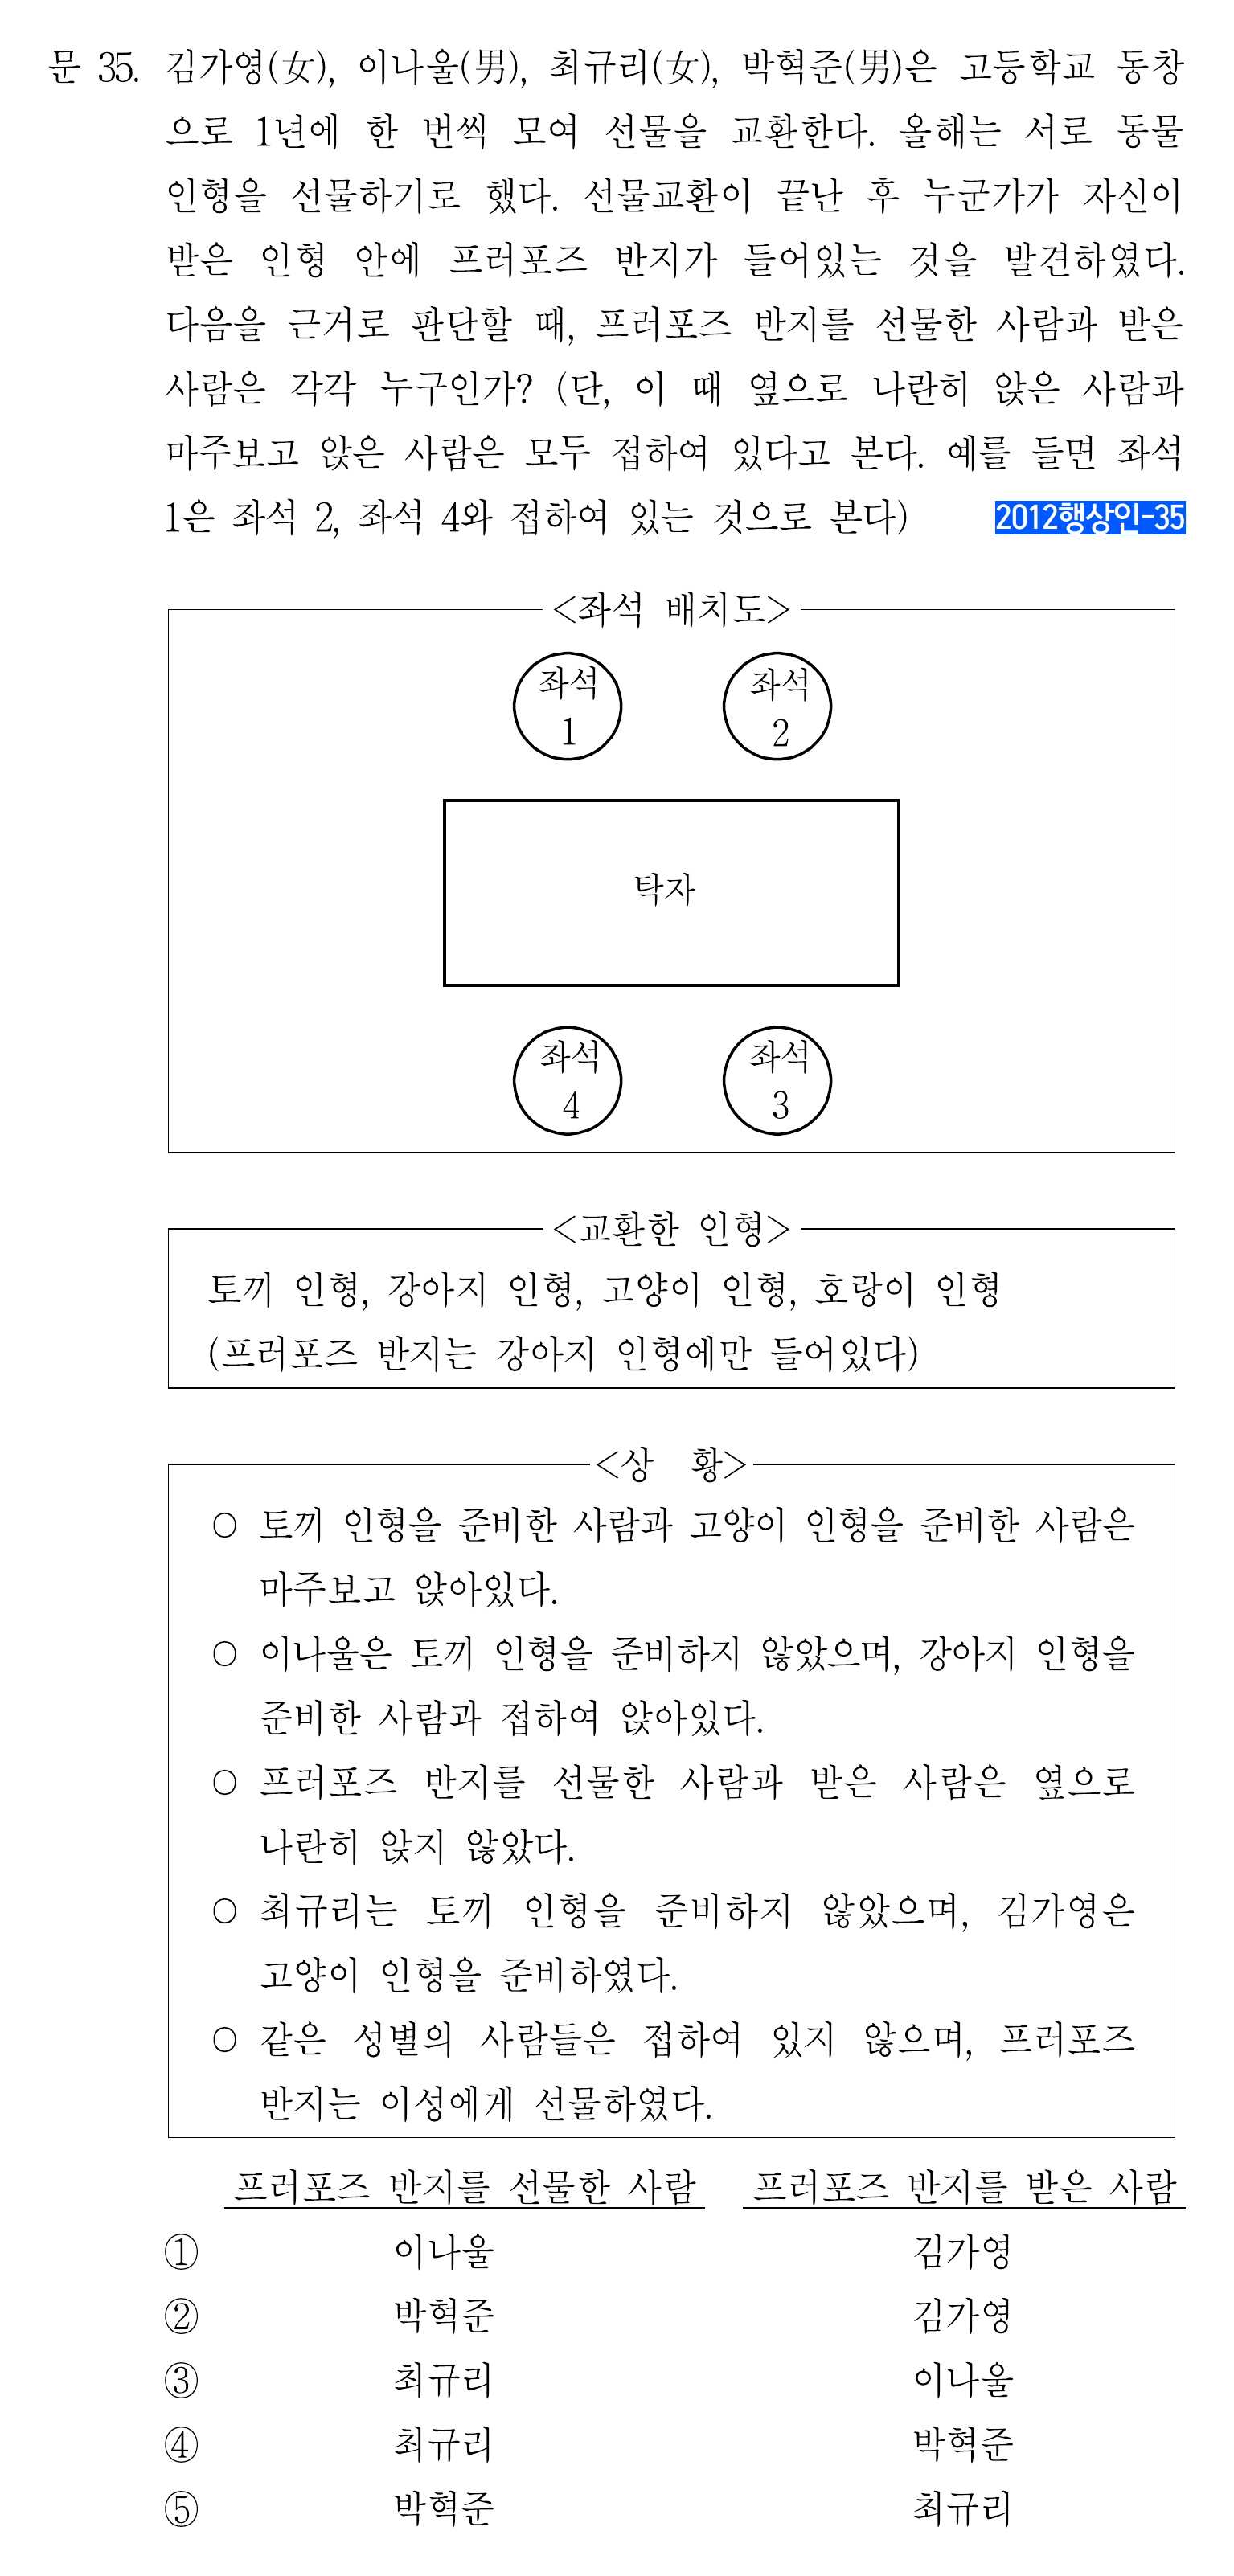 문 35. 김가영(女), 이나울(男), 최규리(女), 박혁준(男)은 고등학교 동창
으로 1년에 한 번씩 모여 선물을 교환한다. 올해는 서로 동물
인형을 선물하기로 했다. 선물교환이 끝난 후 누군가가 자신이
받은 인형 안에 프러포즈 반지가 들어있는 것을 발견하였다.
다음을 근거로 판단할 때, 프러포즈 반지를 선물한 사람과 받은
사람은 각각 누구인가? (단, 이 때 옆으로 나란히 앉은 사람과
마주보고 앉은 사람은 모두 접하여 있다고 본다. 예를 들면 좌석
1은 좌석 2, 좌석 4와 접하여 있는 것으로 본다) 2012행상인-35
<좌석 배치도>
좌석 좌석
1 2
탁자
좌석 좌석
4 3
<교환한 인형>
토끼 인형, 강아지 인형, 고양이 인형, 호랑이 인형
(프러포즈 반지는 강아지 인형에만 들어있다)
<상 황>
○ 토끼 인형을 준비한 사람과 고양이 인형을 준비한 사람은
마주보고 앉아있다.
○ 이나울은 토끼 인형을 준비하지 않았으며, 강아지 인형을
준비한 사람과 접하여 앉아있다.
○ 프러포즈 반지를 선물한 사람과 받은 사람은 옆으로
나란히 앉지 않았다.
○ 최규리는 토끼 인형을 준비하지 않았으며, 김가영은
고양이 인형을 준비하였다.
○ 같은 성별의 사람들은 접하여 있지 않으며, 프러포즈
반지는 이성에게 선물하였다.
프러포즈 반지를 선물한 사람 프러포즈 반지를 받은 사람
① 이나울 김가영
② 박혁준 김가영
③ 최규리 이나울
④ 최규리 박혁준
⑤ 박혁준 최규리